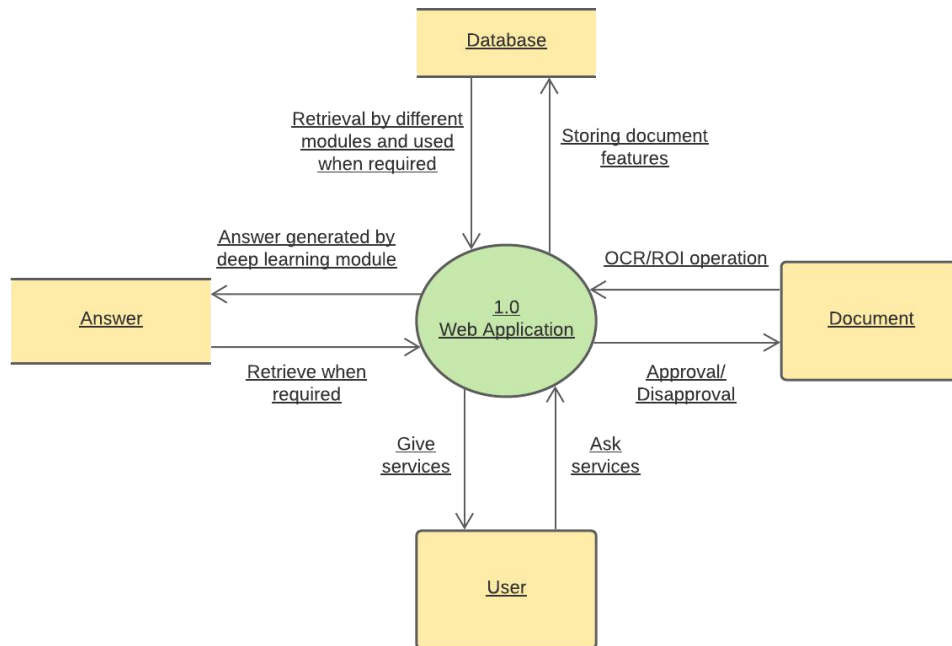 Database
Retrieval by different
modules and used
when required
Storing document
features
Answer generated by
deep learning module
OCR/ROI operation
Answer
1.0
Web Application
Document
Retrieve when
required
Approval/
Disapproval
Give
services
Ask
services
User